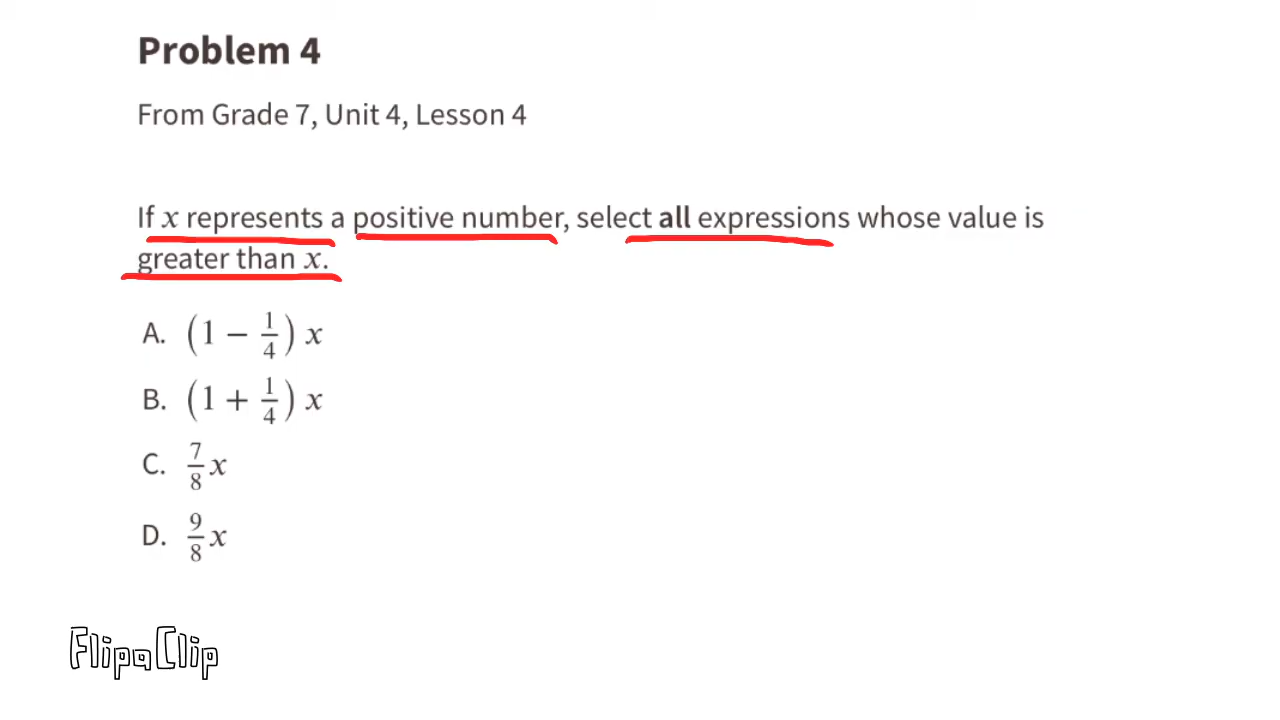 Problem 4
From Grade 7, Unit 4, Lesson 4
If x represents a positive number, select all expressions whose value is
greater than x.
A. (1 − 1/4) x
B. (1 + 1/4) x
C. 7/8 x
D. 9/8 x
FlipaClip